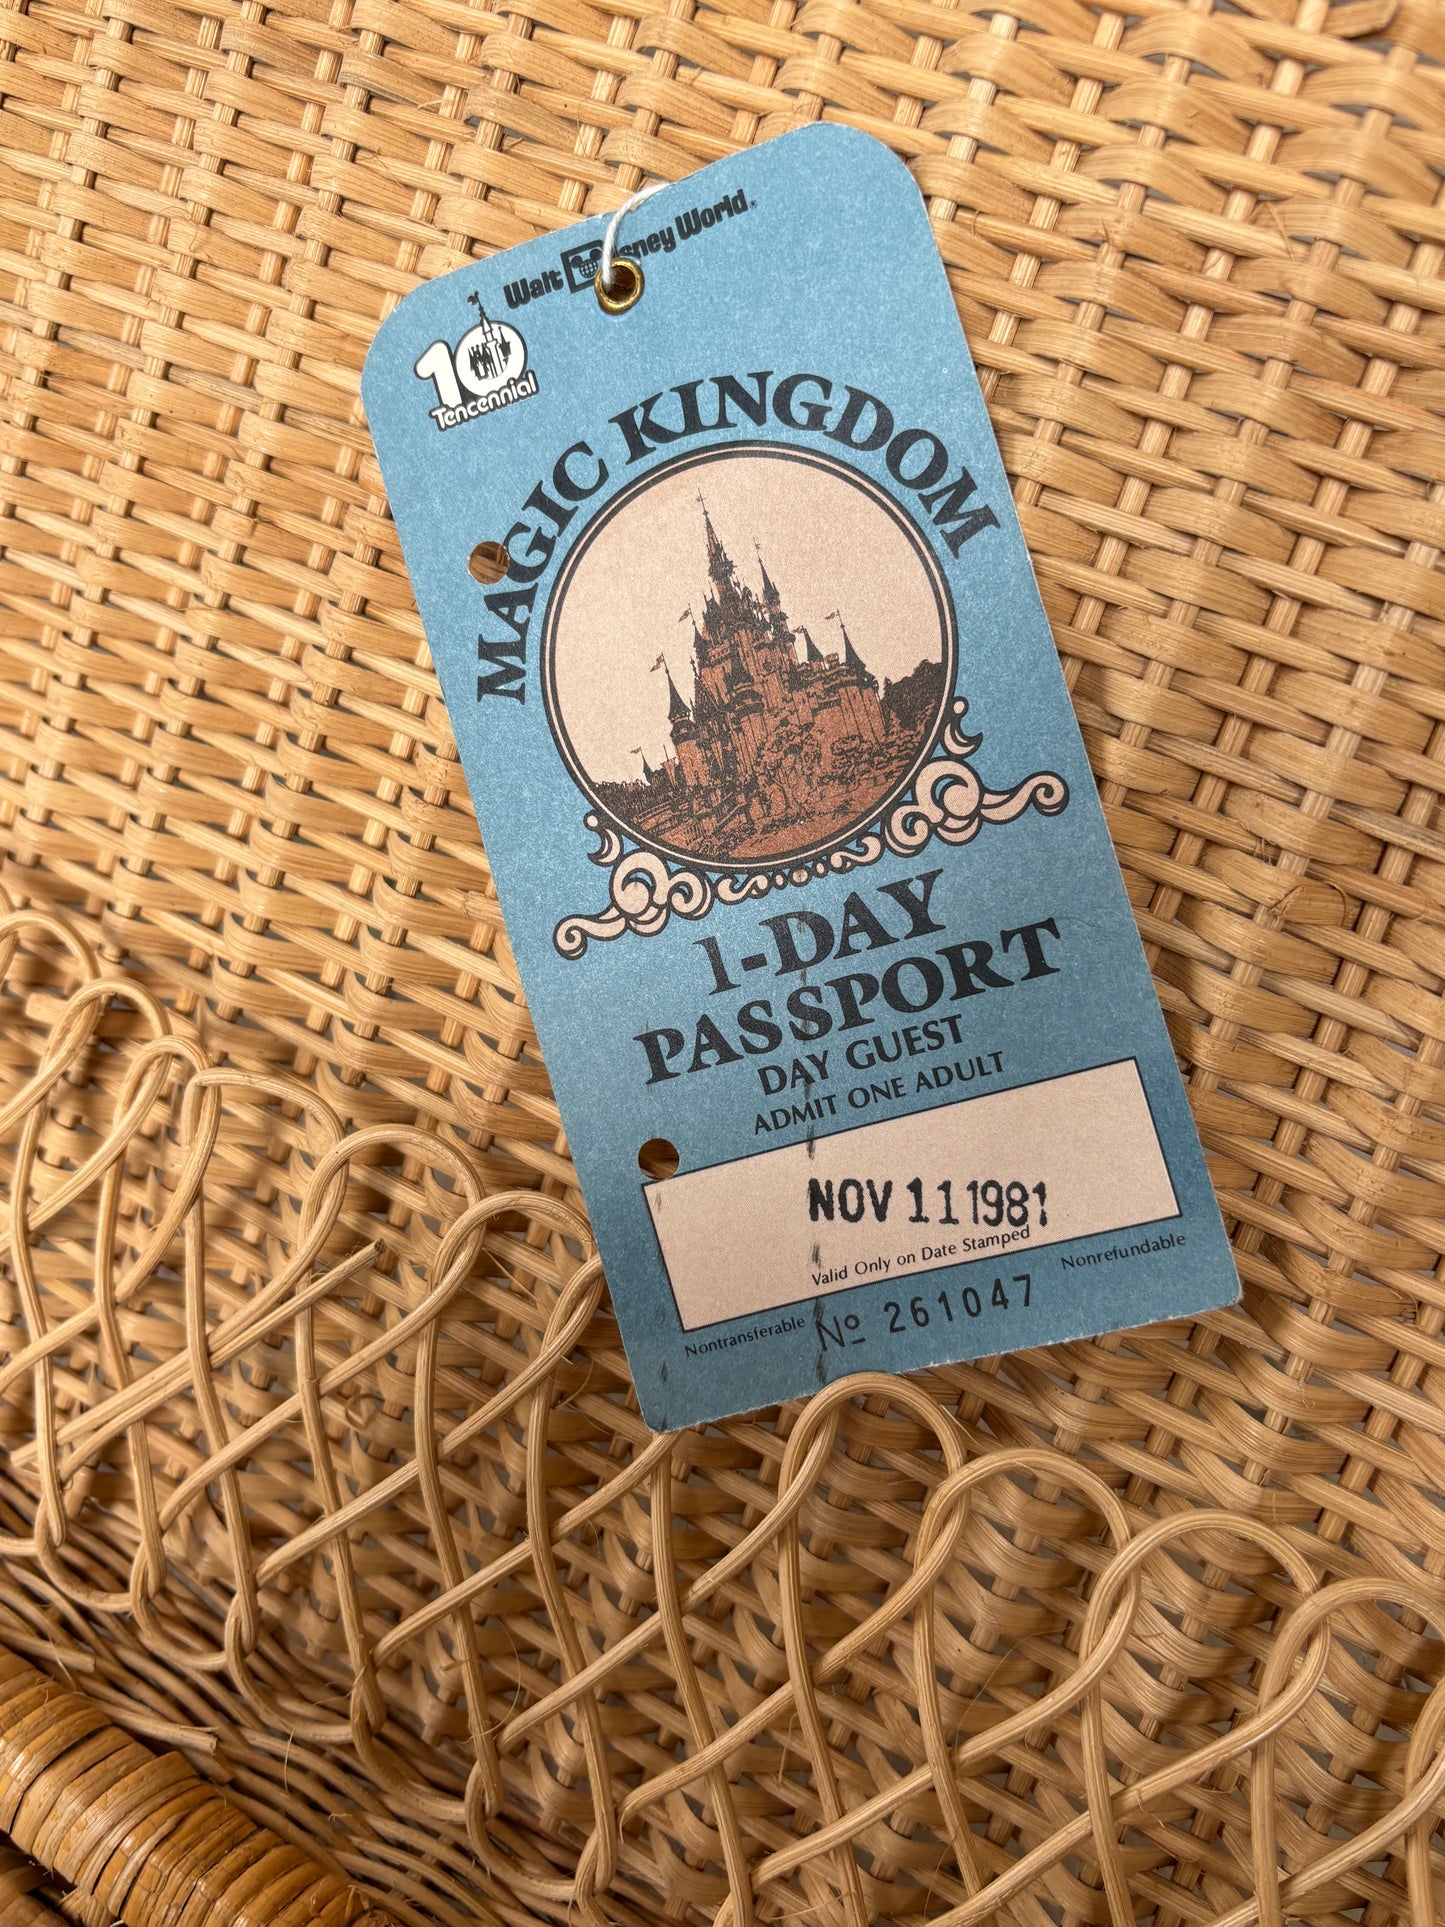 Walt Disney World.
10
Tencennial
MAGIC KINGDOM
1-DAY
PASSPORT
DAY GUEST
ADMIT ONE ADULT
NOV 11 1981
Valid Only on Date Stamped
Nontransferable Nº 261047 Nonrefundable